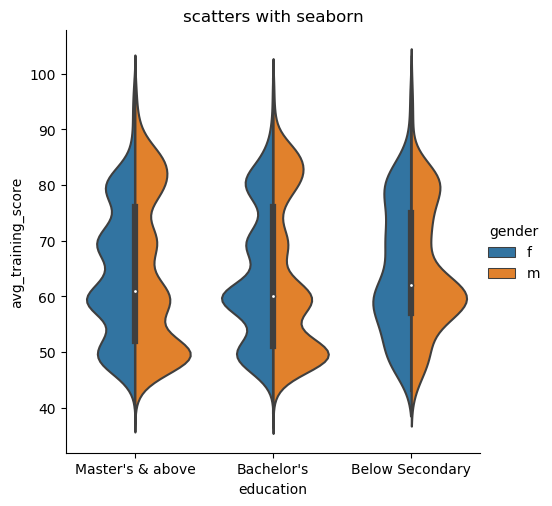 scatters with seaborn
avg_training_score
100
90
80
70
60
50
40
Master's & above
Bachelor's
Below Secondary
education
gender
f
m